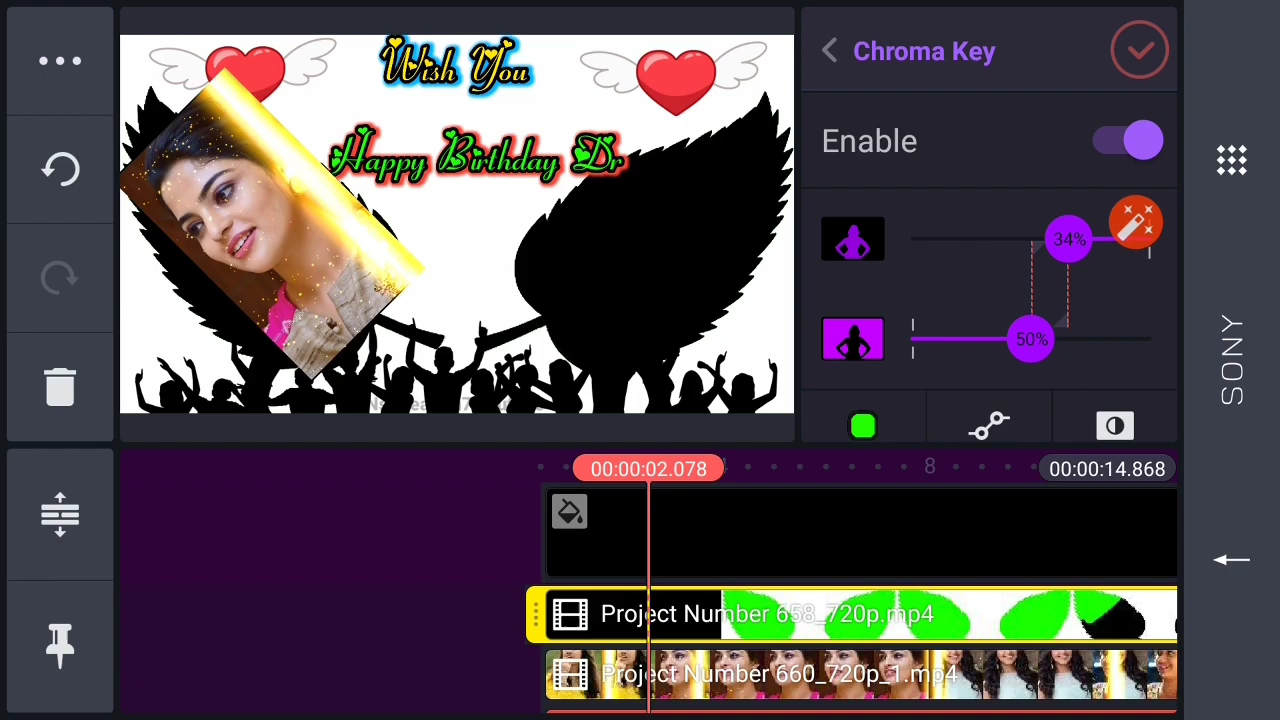 Wish You
Happy Birthday Dr
Chroma Key
Enable
34%
50%
00:00:02.078
8
00:00:14.868
Project Number 658_720p.mp4
Project Number 660_720p_1.mp4
SONY